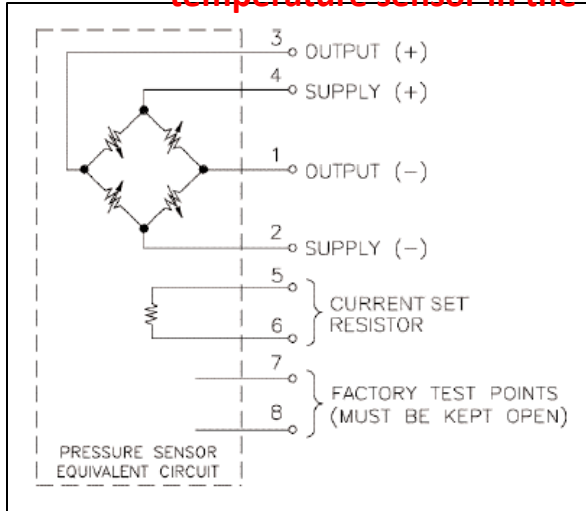 temperature sensor in the
3 OUTPUT (+)
4 SUPPLY (+)
1 OUTPUT (-)
2 SUPPLY (-)
5
CURRENT SET
RESISTOR
6
7
FACTORY TEST POINTS
(MUST BE KEPT OPEN)
8
PRESSURE SENSOR
EQUIVALENT CIRCUIT